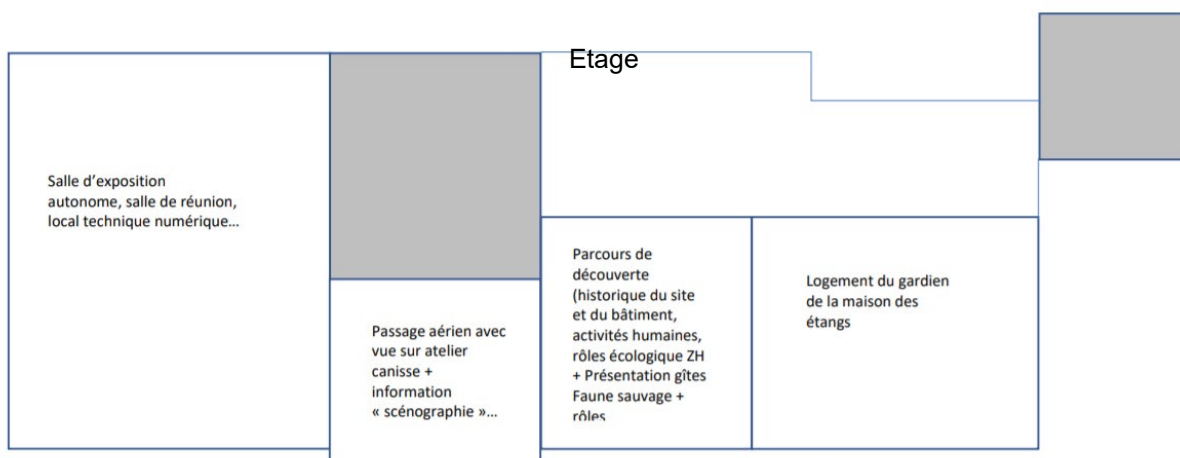 Etage
Salle d’exposition
autonome, salle de réunion,
local technique numérique…
Passage aérien avec
vue sur atelier
canisse +
information
« scénographie »…
Parcours de
découverte
(historique du site
et du bâtiment,
activités humaines,
rôles écologique ZH
+ Présentation gîtes
Faune sauvage +
rôles
Logement du gardien
de la maison des
étangs